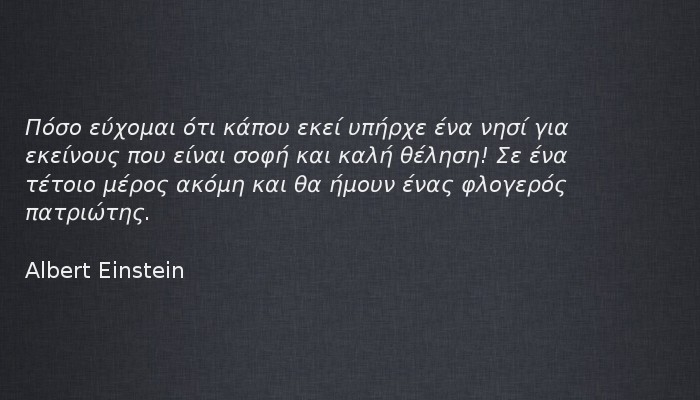 Πόσο εύχομαι ότι κάπου εκεί υπήρχε ένα νησί για
εκείνους που είναι σοφή και καλή θέληση! Σε ένα
τέτοιο μέρος ακόμη και θα ήμουν ένας φλογερός
πατριώτης.
Albert Einstein